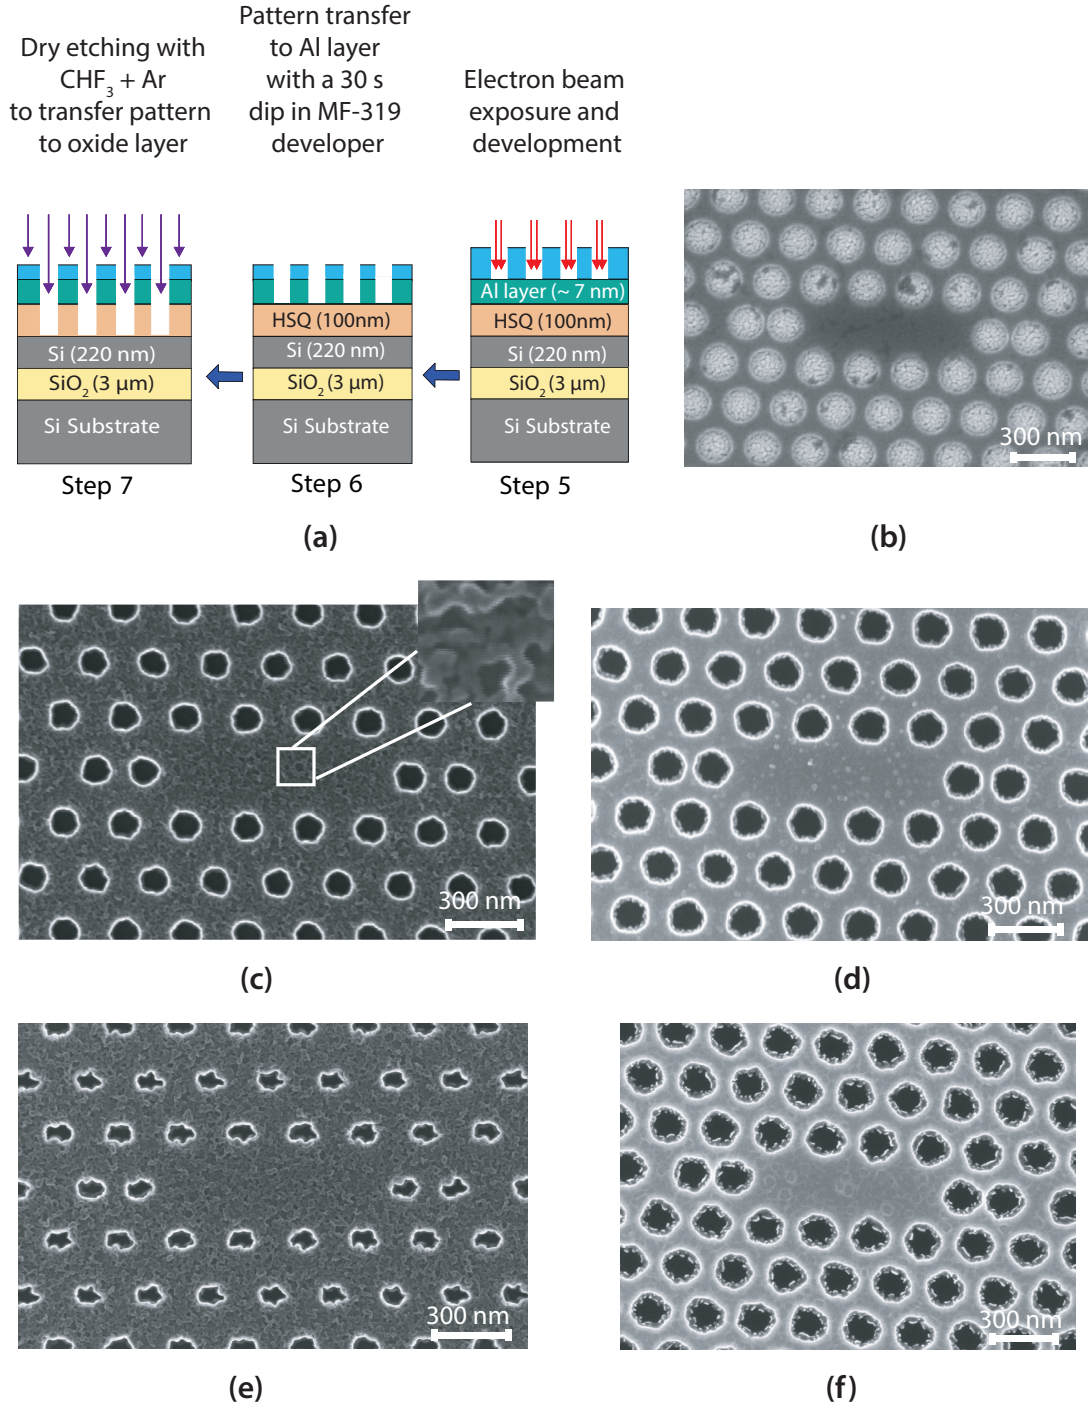 Dry etching with
CHF3 + Ar
to transfer pattern
to oxide layer
Pattern transfer
to Al layer
with a 30 s
dip in MF-319
developer
Electron beam
exposure and
development
Si (220 nm)
SiO2 (3 µm)
Si Substrate
Step 7
HSQ (100nm)
Si (220 nm)
SiO2 (3 µm)
Si Substrate
Step 6
Al layer (~ 7 nm)
HSQ (100nm)
Si (220 nm)
SiO2 (3 µm)
Si Substrate
Step 5
(a)
300 nm
(b)
300 nm
(c)
300 nm
(d)
300 nm
(e)
300 nm
(f)